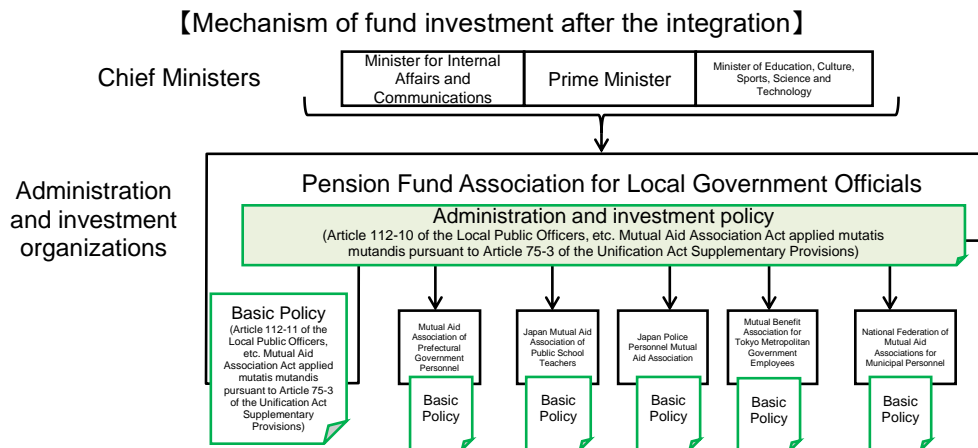 【Mechanism of fund investment after the integration】
Chief Ministers
Minister for Internal
Affairs and
Communications
Prime Minister
Minister of Education, Culture,
Sports, Science and
Technology
Administration
and investment
organizations
Pension Fund Association for Local Government Officials
Administration and investment policy
(Article 112-10 of the Local Public Officers, etc. Mutual Aid Association Act applied mutatis
mutandis pursuant to Article 75-3 of the Unification Act Supplementary Provisions)
Basic Policy
(Article 112-11 of the
Local Public Officers,
etc. Mutual Aid
Association Act applied
mutatis mutandis
pursuant to Article 75-3
of the Unification Act
Supplementary
Provisions)
Mutual Aid
Association of
Prefectural
Government
Personnel
Basic
Policy
Japan Mutual Aid
Association of
Public School
Teachers
Basic
Policy
Japan Police
Personnel Mutual
Aid Association
Basic
Policy
Mutual Benefit
Association for
Tokyo Metropolitan
Government
Employees
Basic
Policy
National Federation of
Mutual Aid
Associations for
Municipal Personnel
Basic
Policy